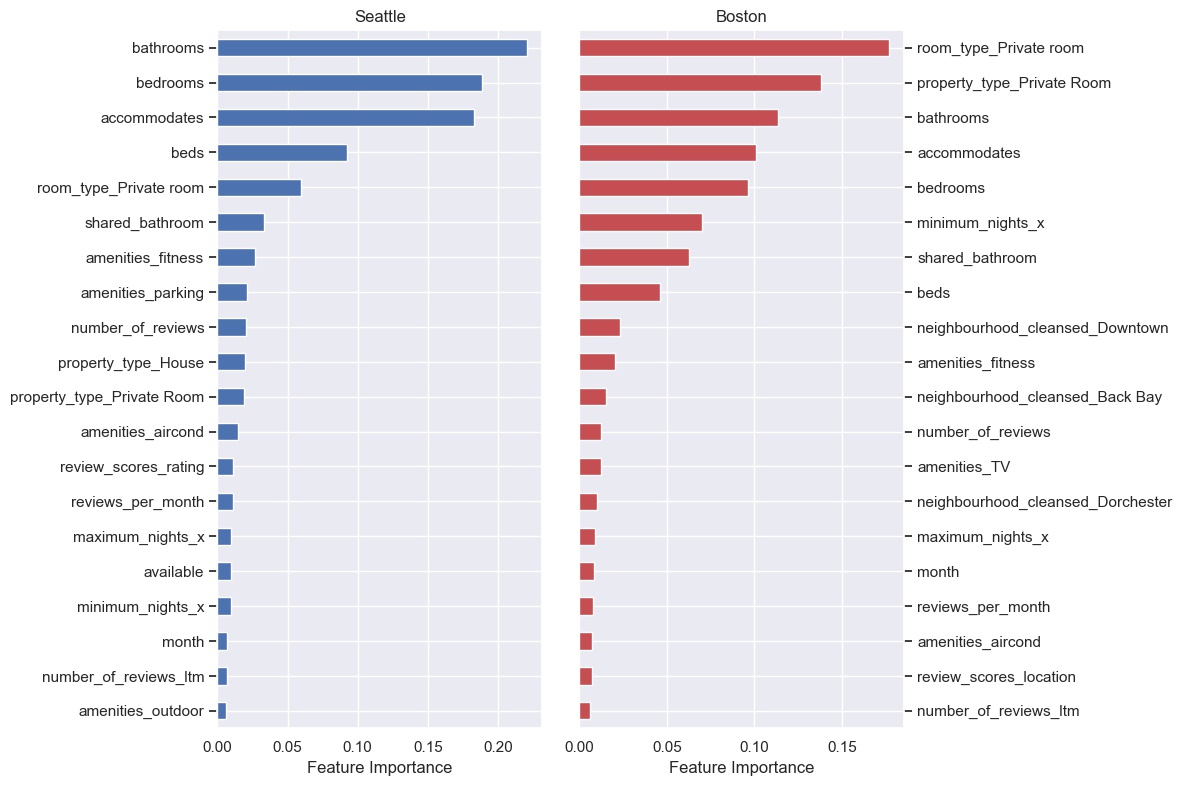 Seattle
bathrooms
bedrooms
accommodates
beds
room_type_Private room
shared_bathroom
amenities_fitness
amenities_parking
number_of_reviews
property_type_House
property_type_Private Room
amenities_aircond
review_scores_rating
reviews_per_month
maximum_nights_x
available
minimum_nights_x
month
number_of_reviews_ltm
amenities_outdoor
0.00 0.05 0.10 0.15 0.20
Feature Importance
Boston
room_type_Private room
property_type_Private Room
bathrooms
accommodates
bedrooms
minimum_nights_x
shared_bathroom
beds
neighbourhood_cleansed_Downtown
amenities_fitness
neighbourhood_cleansed_Back Bay
number_of_reviews
amenities_TV
neighbourhood_cleansed_Dorchester
maximum_nights_x
month
reviews_per_month
amenities_aircond
review_scores_location
number_of_reviews_ltm
0.00 0.05 0.10 0.15
Feature Importance